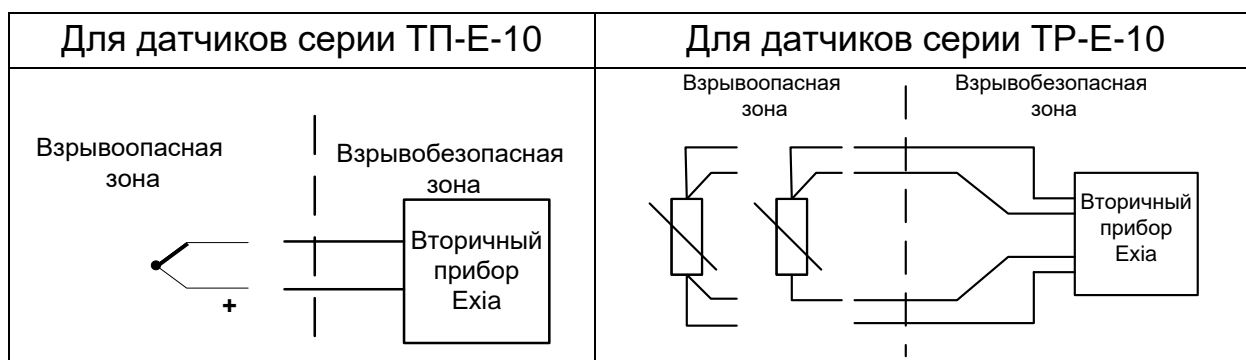 Для датчиков серии ТП-Е-10
Взрывоопасная
зона
Взрывобезопасная
зона
+
Вторичный
прибор
Exia
Для датчиков серии ТР-Е-10
Взрывоопасная
зона
Взрывобезопасная
зона
Вторичный
прибор
Exia